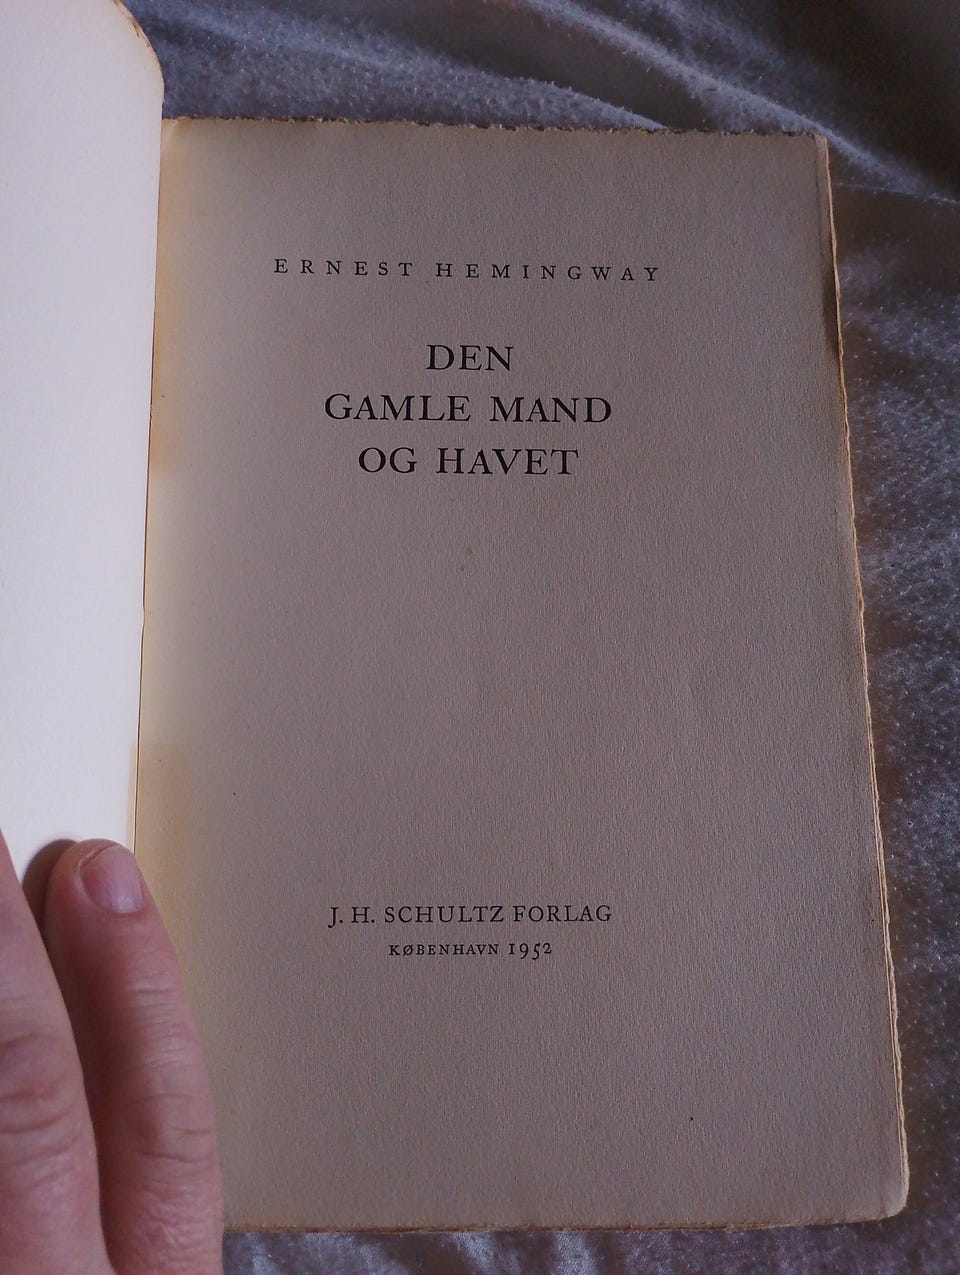 ERNEST HEMINGWAY
DEN
GAMLE MAND
OG HAVET
J. H. SCHULTZ FORLAG
KØBENHAVN 1952